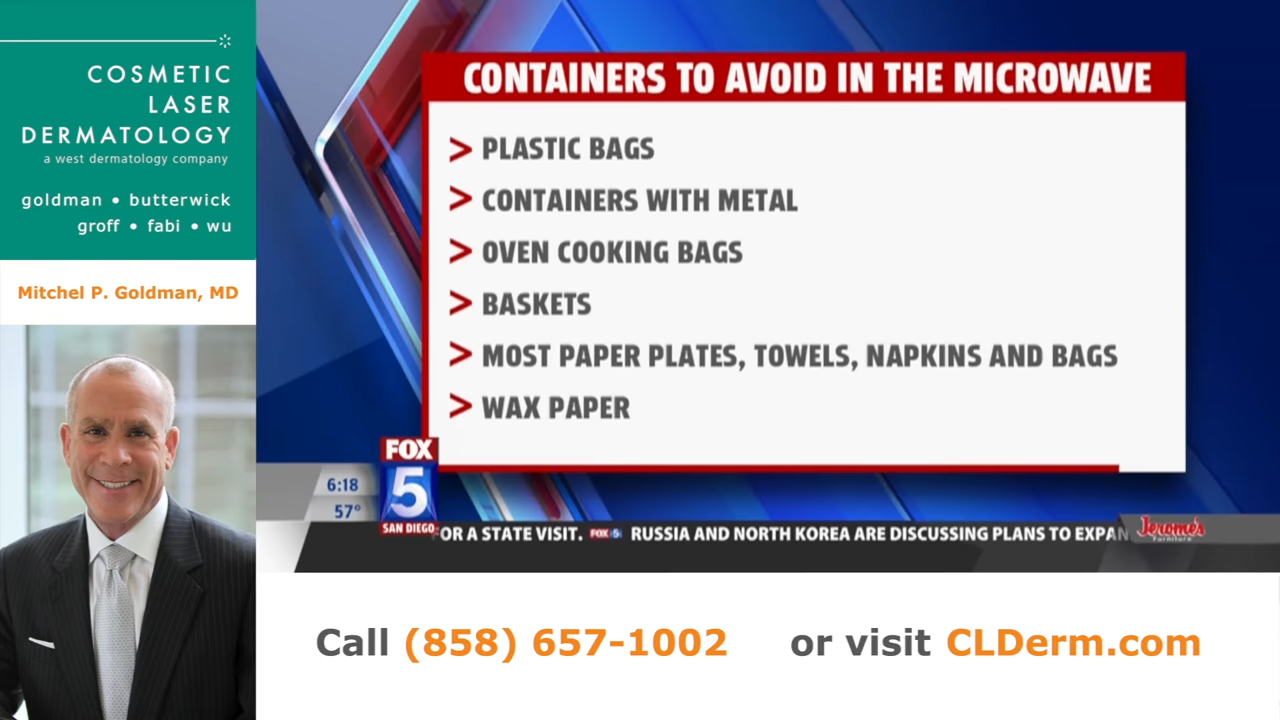 COSMETIC
LASER
DERMATOLOGY
a west dermatology company
goldman • butterwick
groff • fabi • wu
Mitchel P. Goldman, MD
CONTAINERS TO AVOID IN THE MICROWAVE
> PLASTIC BAGS
> CONTAINERS WITH METAL
> OVEN COOKING BAGS
> BASKETS
> MOST PAPER PLATES, TOWELS, NAPKINS AND BAGS
> WAX PAPER
6:18
57°
FOX
5
SAN DIEGO
OR A STATE VISIT. FOX 5 RUSSIA AND NORTH KOREA ARE DISCUSSING PLANS TO EXPAN
Jerome's
Furniture
Call (858) 657-1002 or visit CLDerm.com